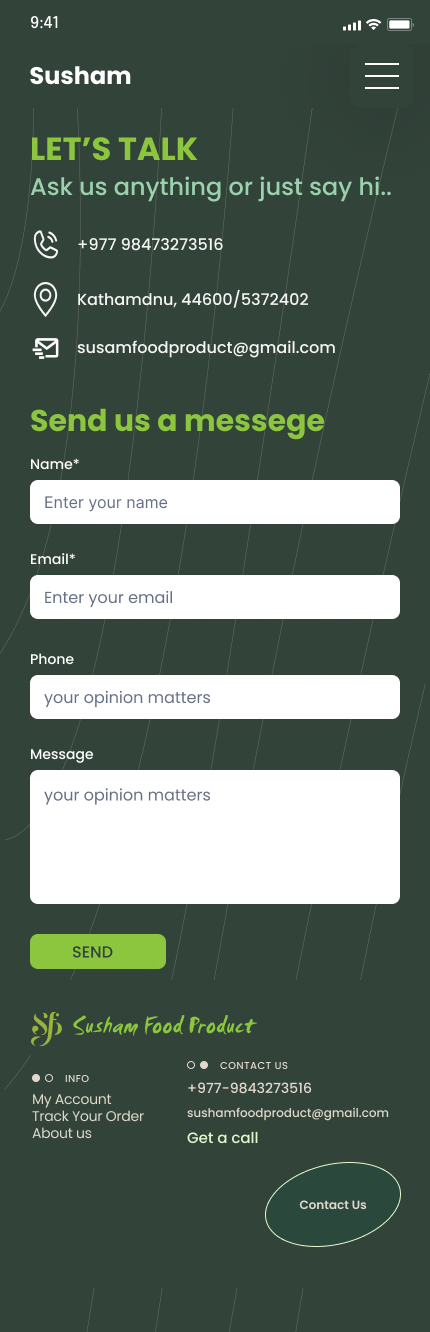 9:41
Susham
LET’S TALK
Ask us anything or just say hi..
+977 98473273516
Kathamdnu, 44600/5372402
susamfoodproduct@gmail.com
Send us a messege
Name*
Enter your name
Email*
Enter your email
Phone
your opinion matters
Message
your opinion matters
SEND
Susham Food Product
INFO
My Account
Track Your Order
About us
CONTACT US
+977-9843273516
sushamfoodproduct@gmail.com
Get a call
Contact Us